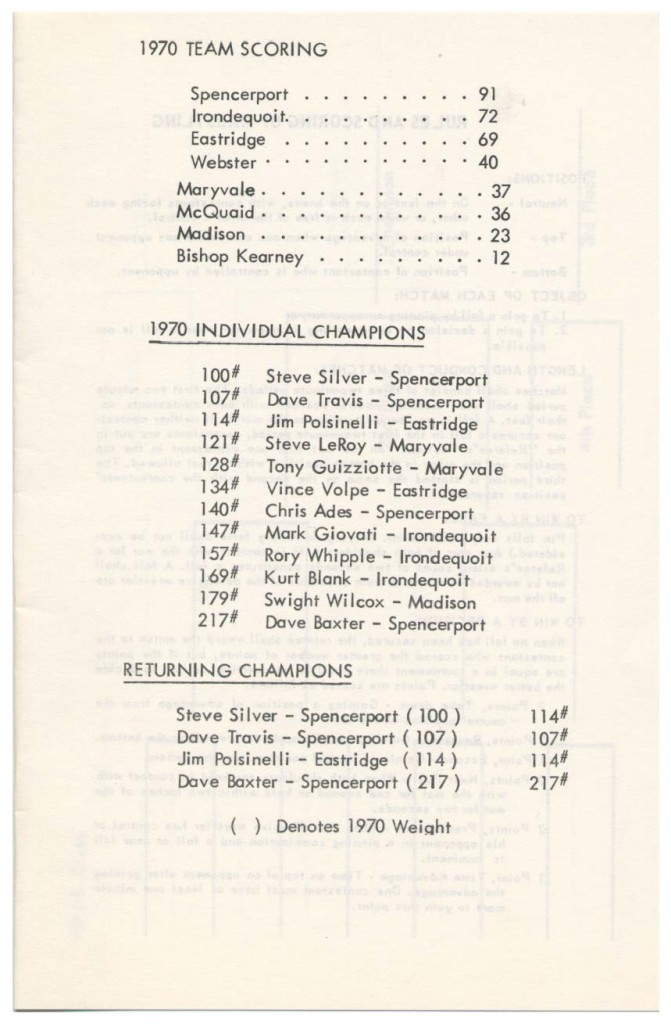 1970 TEAM SCORING
Spencerport . . . . . . . . . . 91
Irondequoit. . . . . . . . . . . 72
Eastridge . . . . . . . . . . . 69
Webster . . . . . . . . . . . . 40
Maryvale . . . . . . . . . . . . 37
McQuaid . . . . . . . . . . . . 36
Madison . . . . . . . . . . . . 23
Bishop Kearney . . . . . . . . . 12
1970 INDIVIDUAL CHAMPIONS
100# Steve Silver - Spencerport
107# Dave Travis - Spencerport
114# Jim Polsinelli - Eastridge
121# Steve LeRoy - Maryvale
128# Tony Guizziotte - Maryvale
134# Vince Volpe - Eastridge
140# Chris Ades - Spencerport
147# Mark Giovati - Irondequoit
157# Rory Whipple - Irondequoit
169# Kurt Blank - Irondequoit
179# Swight Wilcox - Madison
217# Dave Baxter - Spencerport
RETURNING CHAMPIONS
Steve Silver - Spencerport ( 100 ) 114#
Dave Travis - Spencerport ( 107 ) 107#
Jim Polsinelli - Eastridge ( 114 ) 114#
Dave Baxter - Spencerport ( 217 ) 217#
( ) Denotes 1970 Weight